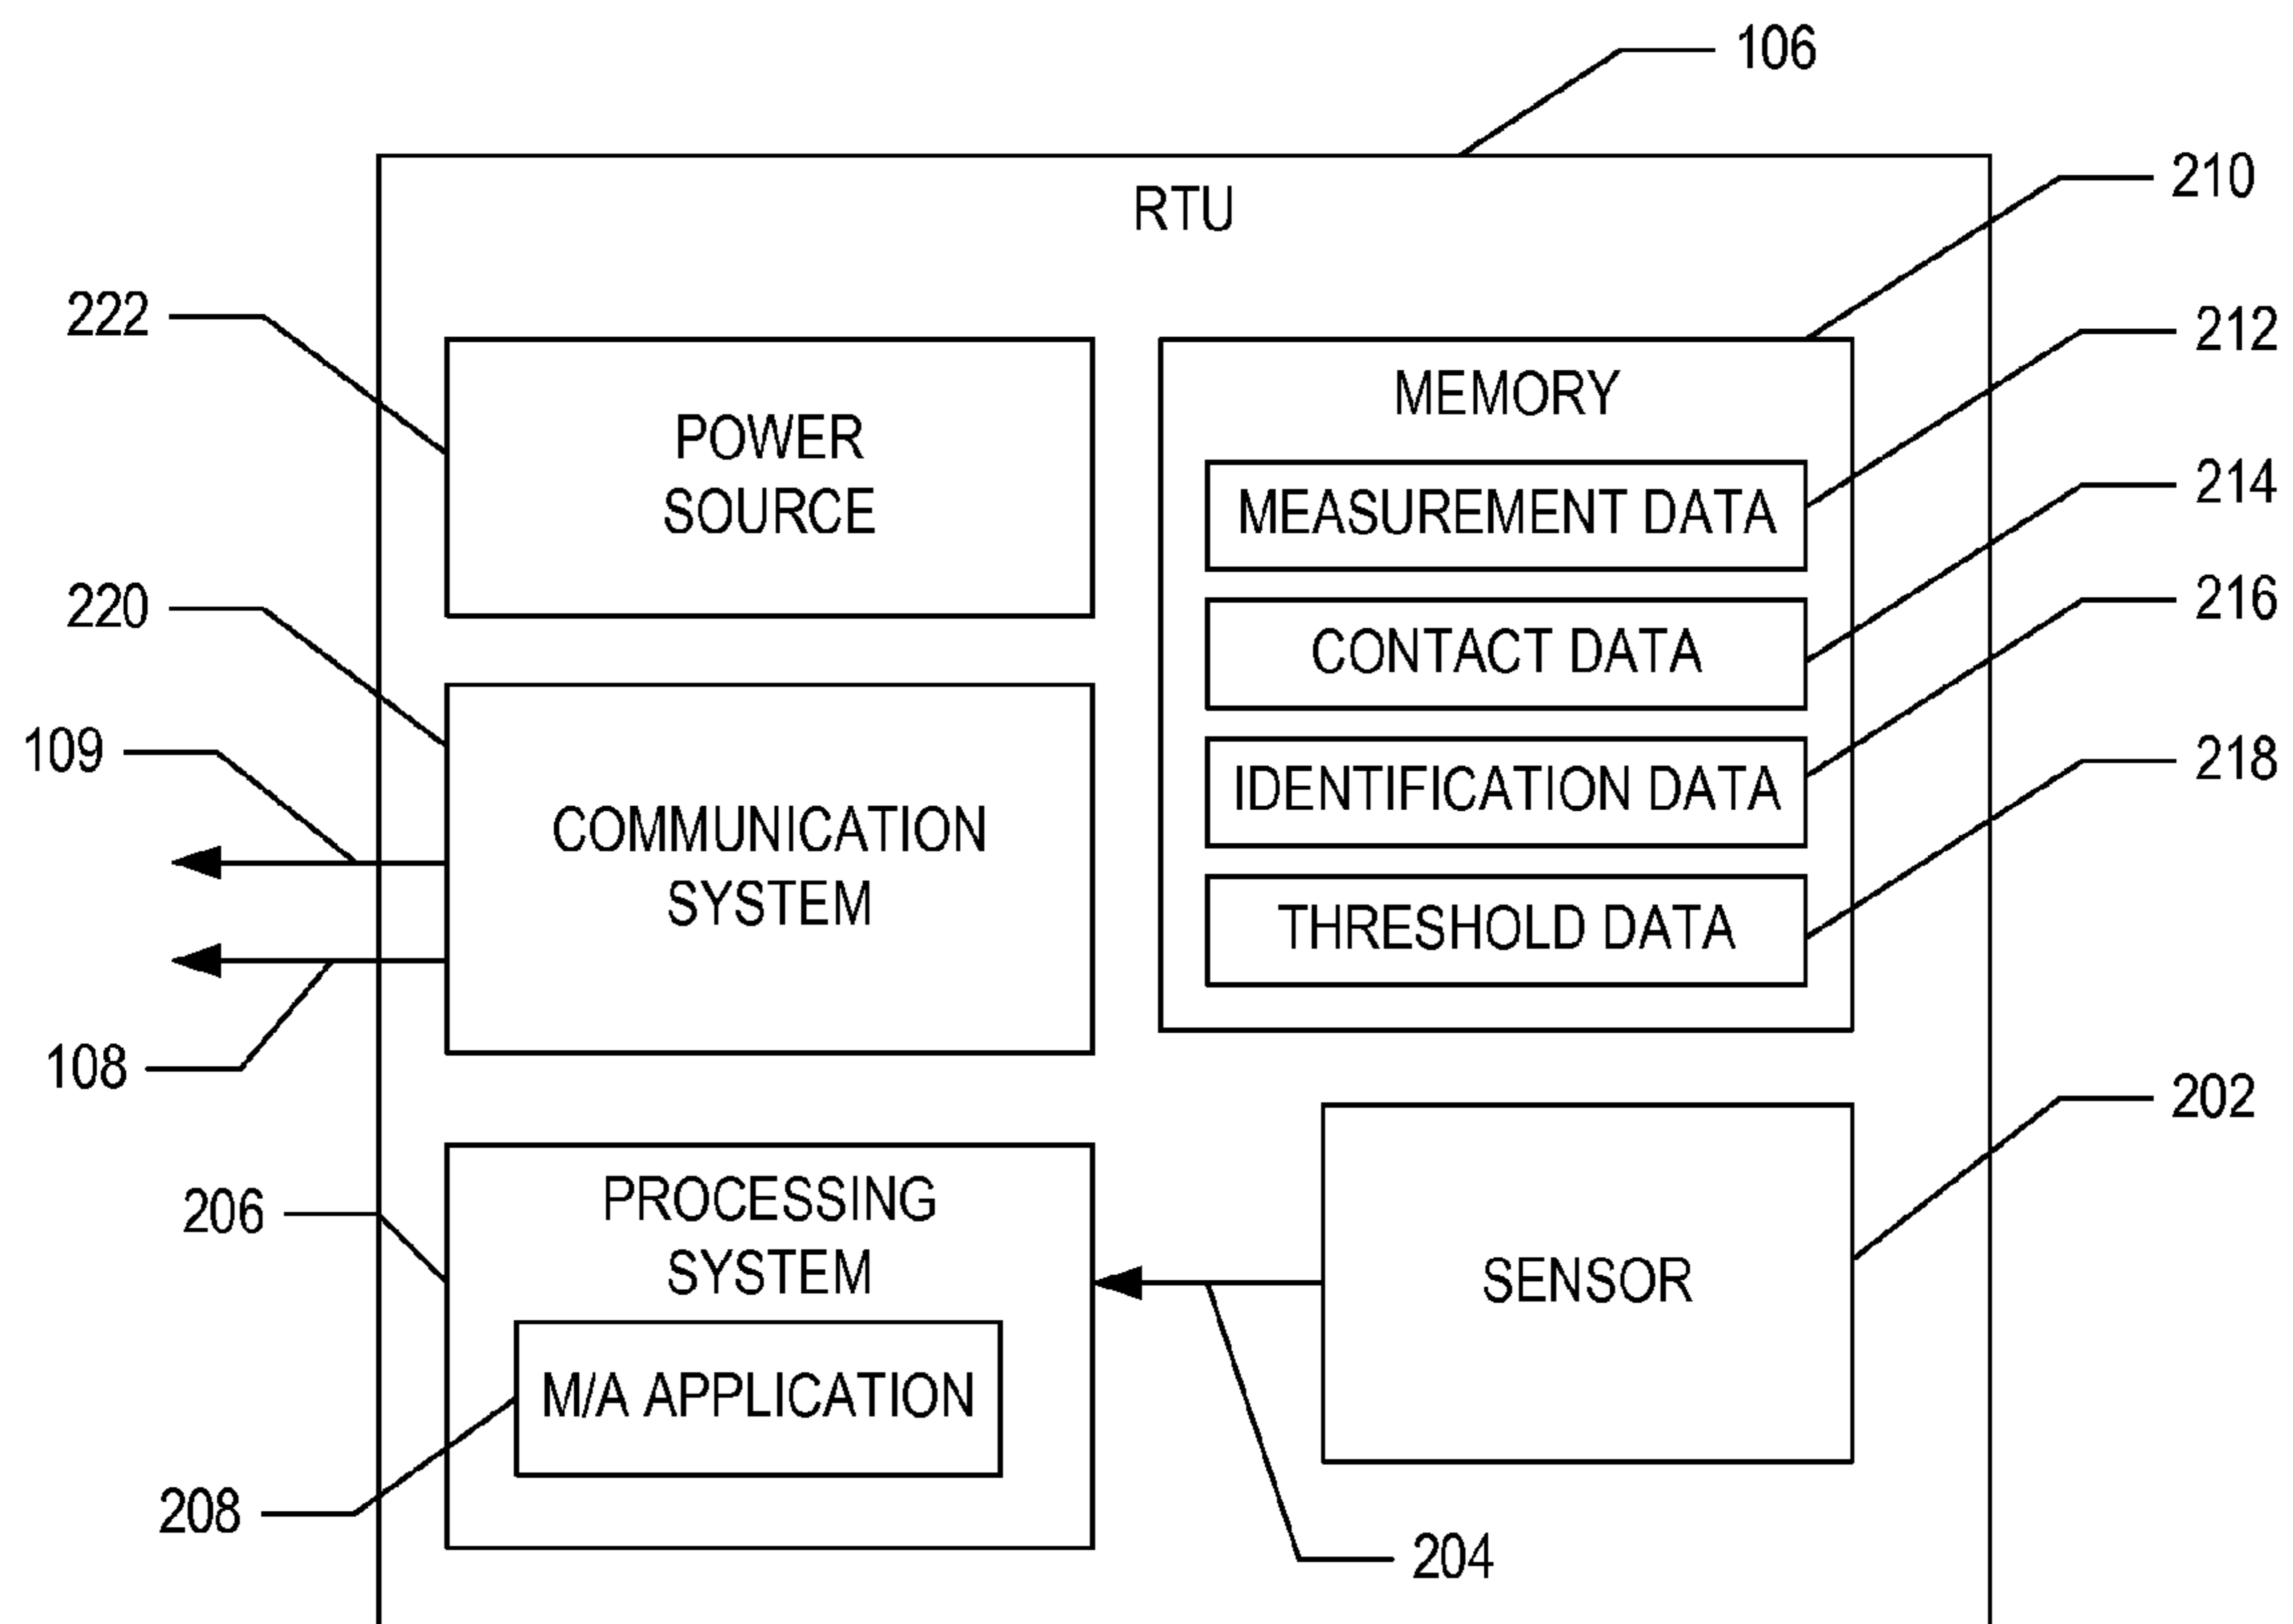 106
RTU
210
222
212
POWER
SOURCE
MEMORY
MEASUREMENT DATA
214
CONTACT DATA
216
220
IDENTIFICATION DATA
218
109
COMMUNICATION
SYSTEM
THRESHOLD DATA
108
202
206
PROCESSING
SYSTEM
SENSOR
M/A APPLICATION
208
204